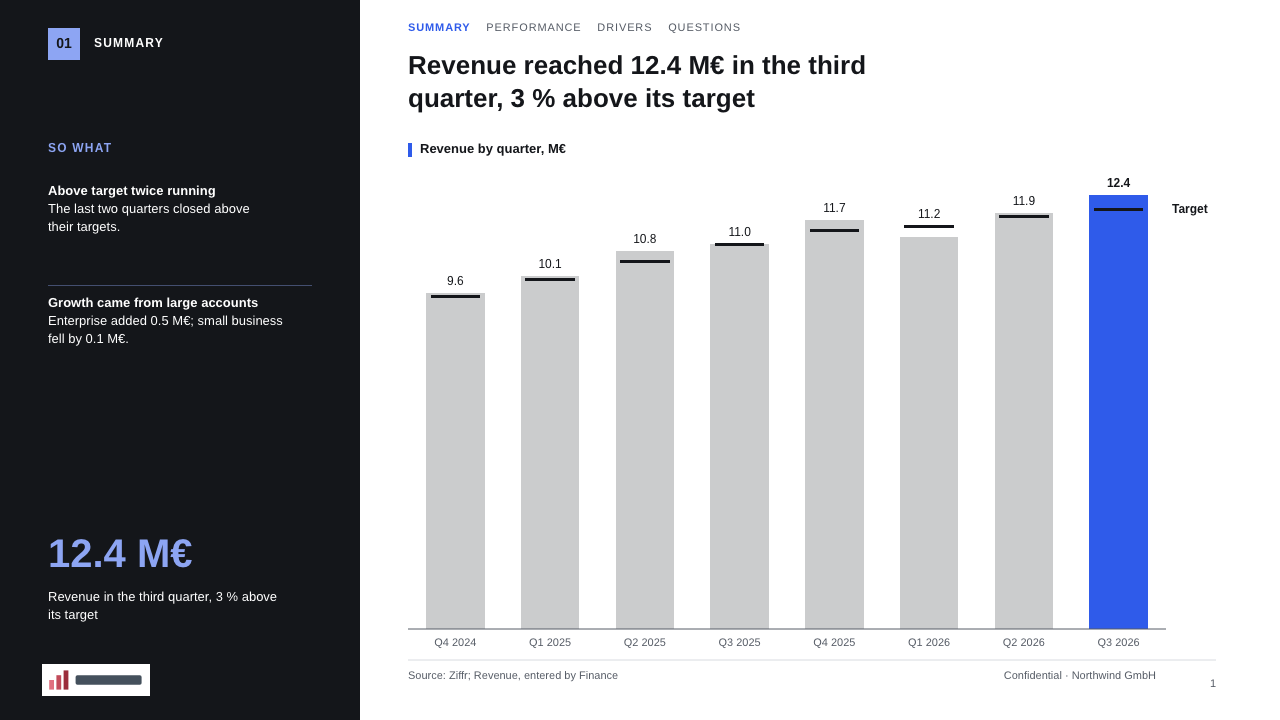 01 SUMMARY
SO WHAT
Above target twice running
The last two quarters closed above
their targets.
Growth came from large accounts
Enterprise added 0.5 M€; small business
fell by 0.1 M€.
12.4 M€
Revenue in the third quarter, 3 % above
its target
SUMMARY PERFORMANCE DRIVERS QUESTIONS
Revenue reached 12.4 M€ in the third
quarter, 3 % above its target
Revenue by quarter, M€
9.6 10.1 10.8 11.0 11.7 11.2 11.9 12.4
Target
Q4 2024 Q1 2025 Q2 2025 Q3 2025 Q4 2025 Q1 2026 Q2 2026 Q3 2026
Source: Ziffr; Revenue, entered by Finance
Confidential · Northwind GmbH
1